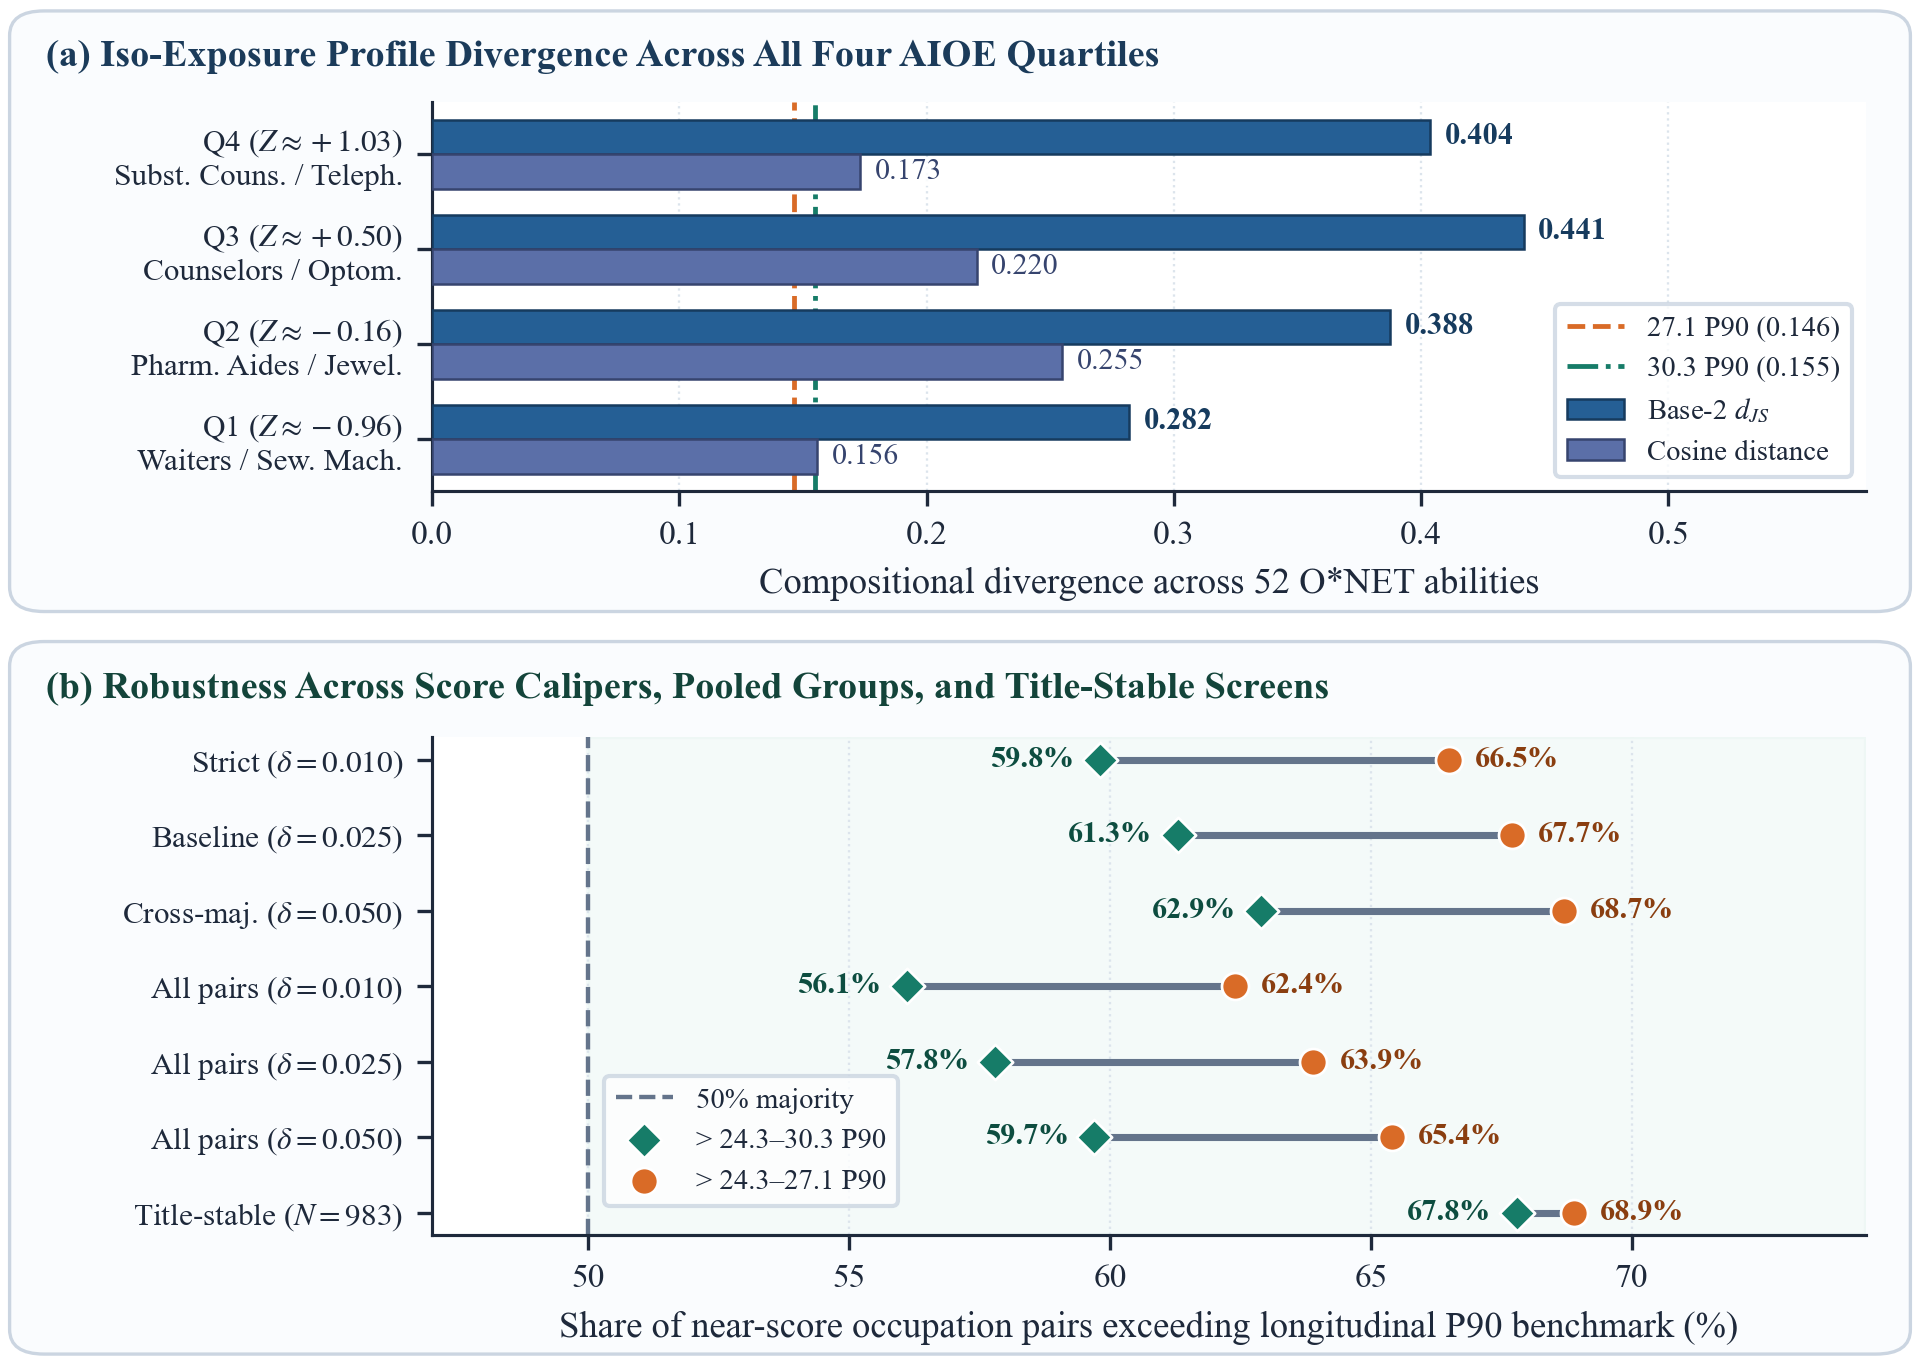 (a) Iso-Exposure Profile Divergence Across All Four AIOE Quartiles
Q4 (Z ≈ +1.03)
Subst. Couns. / Teleph.
0.404
0.173
Q3 (Z ≈ +0.50)
Counselors / Optom.
0.441
0.220
Q2 (Z ≈ −0.16)
Pharm. Aides / Jewel.
0.388
0.255
Q1 (Z ≈ −0.96)
Waiters / Sew. Mach.
0.282
0.156
27.1 P90 (0.146)
30.3 P90 (0.155)
Base-2 d_JS
Cosine distance
0.0 0.1 0.2 0.3 0.4 0.5
Compositional divergence across 52 O*NET abilities
(b) Robustness Across Score Calipers, Pooled Groups, and Title-Stable Screens
Strict (δ = 0.010) 59.8% 66.5%
Baseline (δ = 0.025) 61.3% 67.7%
Cross-maj. (δ = 0.050) 62.9% 68.7%
All pairs (δ = 0.010) 56.1% 62.4%
All pairs (δ = 0.025) 57.8% 63.9%
All pairs (δ = 0.050) 59.7% 65.4%
Title-stable (N = 983) 67.8% 68.9%
50% majority
> 24.3–30.3 P90
> 24.3–27.1 P90
50 55 60 65 70
Share of near-score occupation pairs exceeding longitudinal P90 benchmark (%)